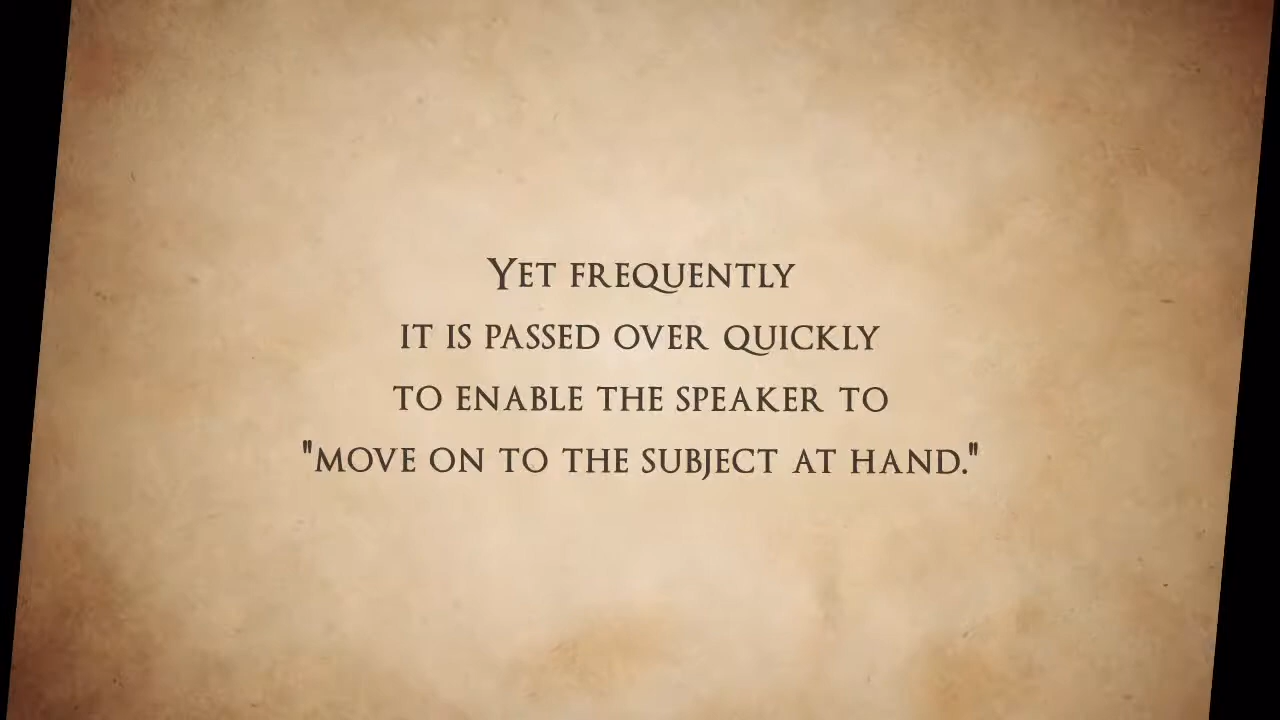 Yet frequently
it is passed over quickly
to enable the speaker to
"move on to the subject at hand."